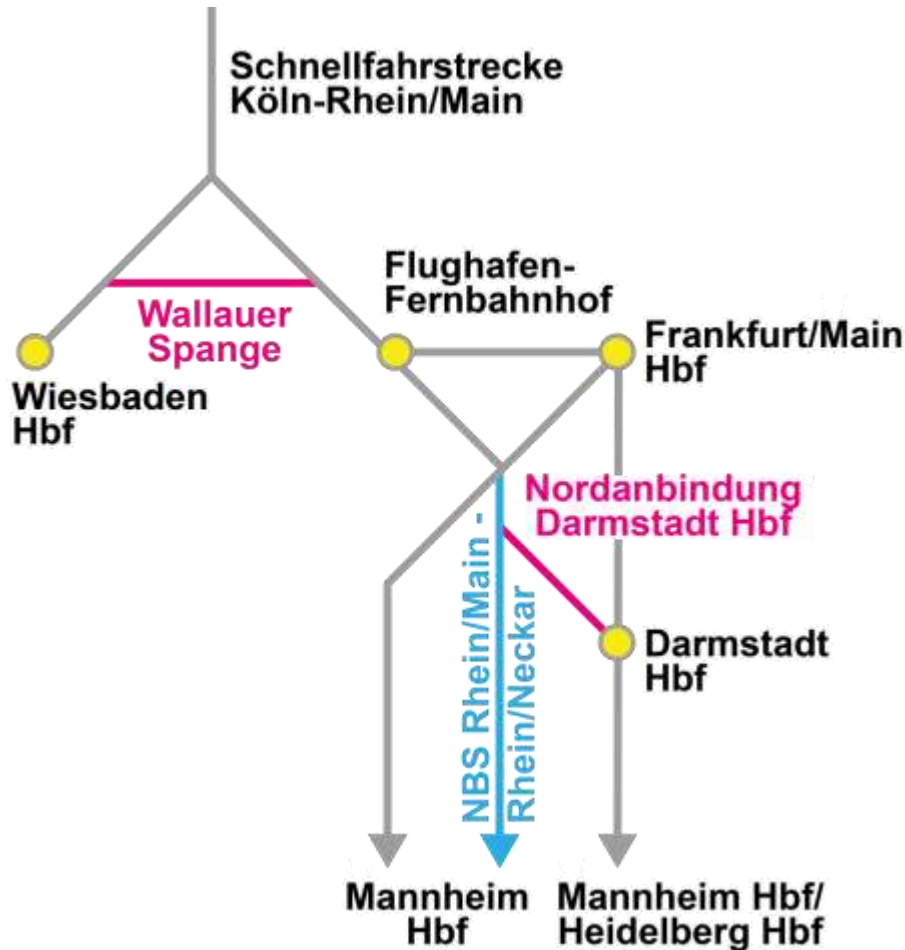 Schnellfahrstrecke
Köln-Rhein/Main
Flughafen-
Fernbahnhof
Wallauer
Spange
Frankfurt/Main
Hbf
Wiesbaden
Hbf
Nordanbindung
Darmstadt Hbf
NBS Rhein/Main -
Rhein/Neckar
Darmstadt
Hbf
Mannheim
Hbf
Mannheim Hbf/
Heidelberg Hbf